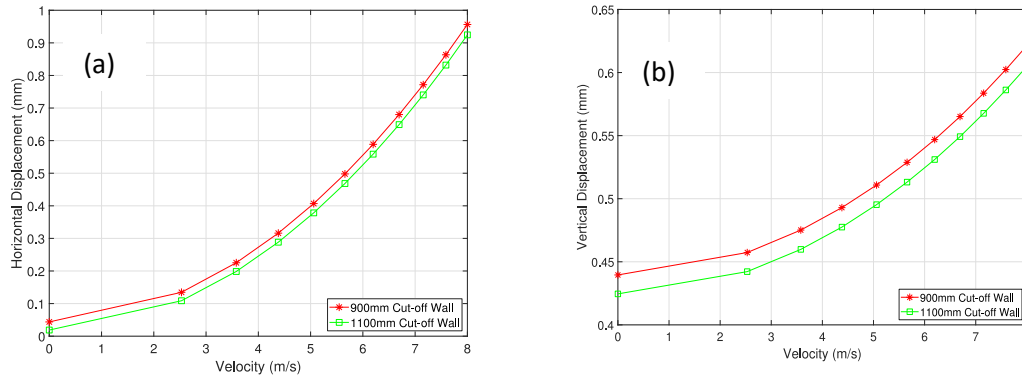 (a)
Horizontal Displacement (mm)
1
0.9
0.8
0.7
0.6
0.5
0.4
0.3
0.2
0.1
0
0 1 2 3 4 5 6 7 8
Velocity (m/s)
900mm Cut-off Wall
1100mm Cut-off Wall
(b)
Vertical Displacement (mm)
0.65
0.6
0.55
0.5
0.45
0.4
0 1 2 3 4 5 6 7
Velocity (m/s)
900mm Cut-off Wall
1100mm Cut-off Wall